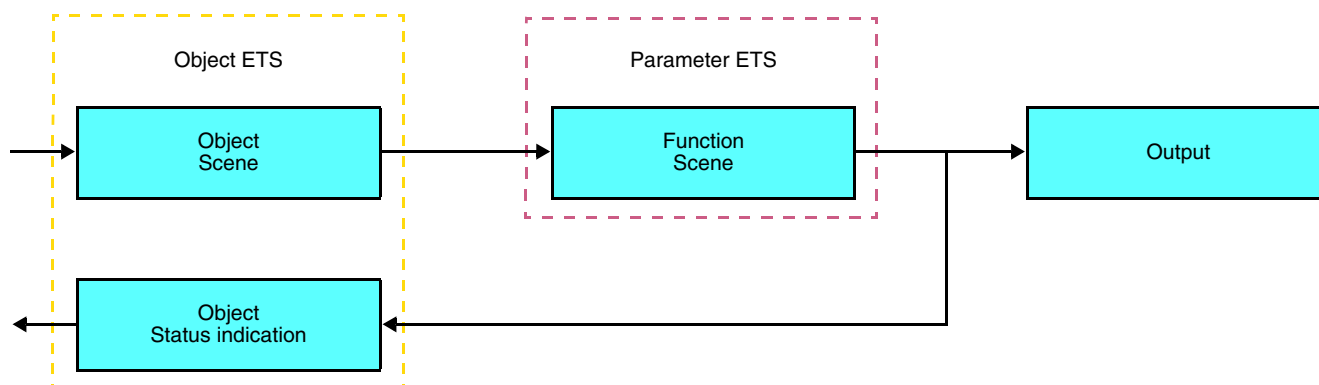 Object ETS
Parameter ETS
Object
Scene
Function
Scene
Output
Object
Status indication